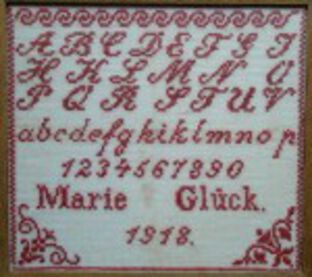 A B C D E F G I
H K L M N O
P Q R S T U V
abcdefghiklmnop
1234567890
Marie Glück.
1918.